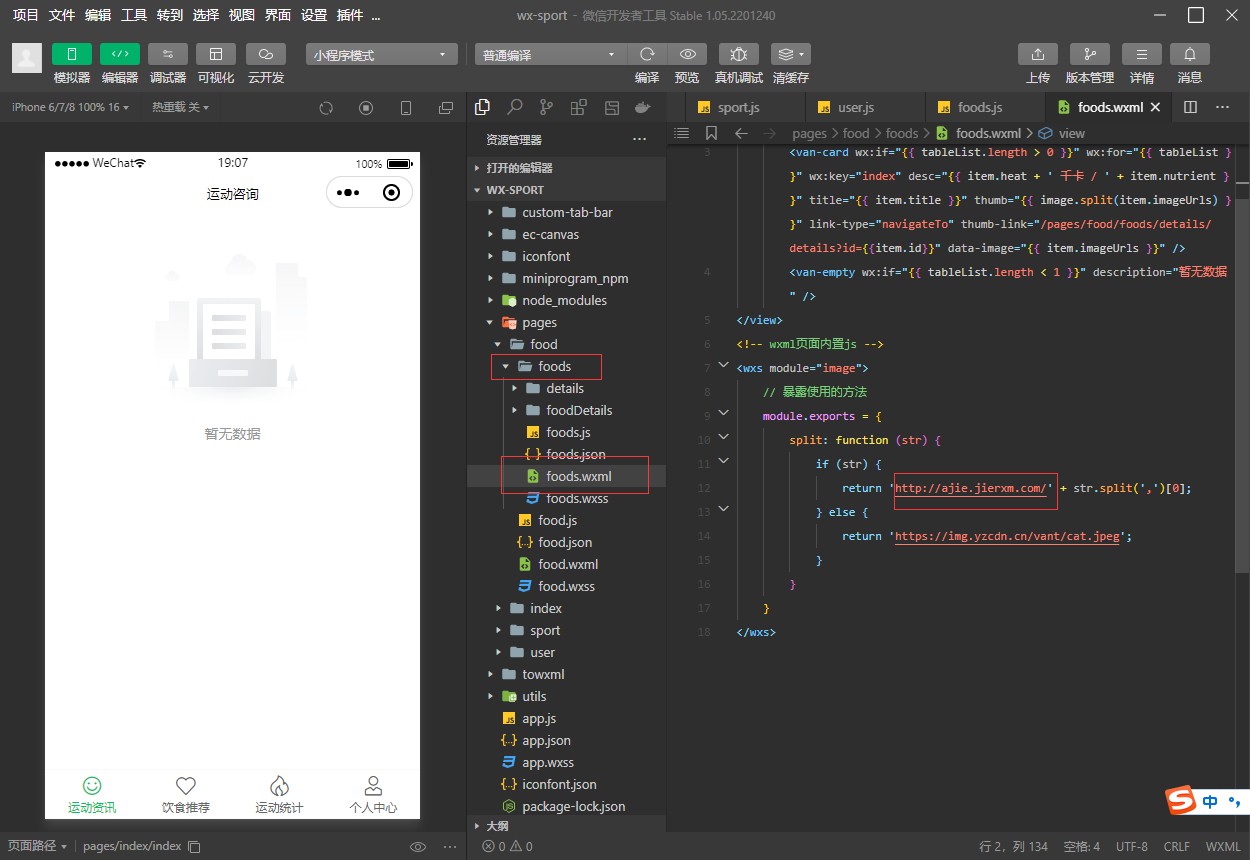 项目 文件 编辑 工具 转到 选择 视图 界面 设置 插件 ... wx-sport - 微信开发者工具 Stable 1.05.2201240
小程序模式 普通编译
模拟器 编辑器 调试器 可视化 云开发 编译 预览 真机调试 清缓存 上传 版本管理 详情 消息
iPhone 6/7/8 100% 16 热重载 关
WeChat 19:07 100%
运动咨询
暂无数据
运动资讯 饮食推荐 运动统计 个人中心
页面路径 pages/index/index
资源管理器 ...
打开的编辑器
WX-SPORT
custom-tab-bar
ec-canvas
iconfont
miniprogram_npm
node_modules
pages
food
foods
details
foodDetails
foods.js
foods.json
foods.wxml
foods.wxss
food.js
food.json
food.wxml
food.wxss
index
sport
user
towxml
utils
app.js
app.json
app.wxss
iconfont.json
package-lock.json
大纲
0 0
sport.js user.js foods.js foods.wxml
pages > food > foods > foods.wxml > view
3 <van-card wx:if="{{ tableList.length > 0 }}" wx:for="{{ tableList }
}" wx:key="index" desc="{{ item.heat + ' 千卡 / ' + item.nutrient }
}" title="{{ item.title }}" thumb="{{ image.split(item.imageUrls) }
}" link-type="navigateTo" thumb-link="/pages/food/foods/details/
details?id={{item.id}}" data-image="{{ item.imageUrls }}" />
4 <van-empty wx:if="{{ tableList.length < 1 }}" description="暂无数据
" />
5 </view>
6 <!-- wxml页面内置js -->
7 <wxs module="image">
8 // 暴露使用的方法
9 module.exports = {
10 split: function (str) {
11 if (str) {
12 return 'http://ajie.jierxm.com/' + str.split(',')[0];
13 } else {
14 return 'https://img.yzcdn.cn/vant/cat.jpeg';
15 }
16 }
17 }
18 </wxs>
S 中 °,
行 2，列 134 空格: 4 UTF-8 CRLF WXML